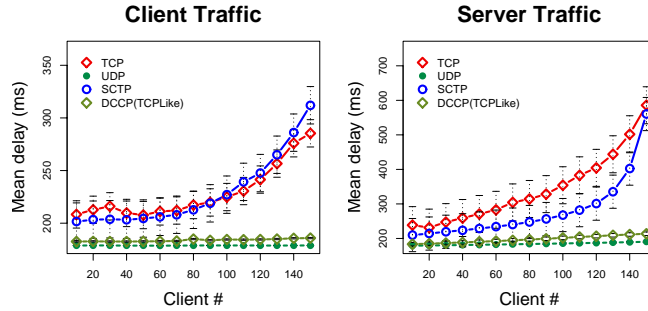 Client Traffic
Mean delay (ms)
350
300
250
200
TCP
UDP
SCTP
DCCP(TCPLike)
20 40 60 80 100 120 140
Client #
Server Traffic
Mean delay (ms)
700
600
500
400
300
200
TCP
UDP
SCTP
DCCP(TCPLike)
20 40 60 80 100 120 140
Client #